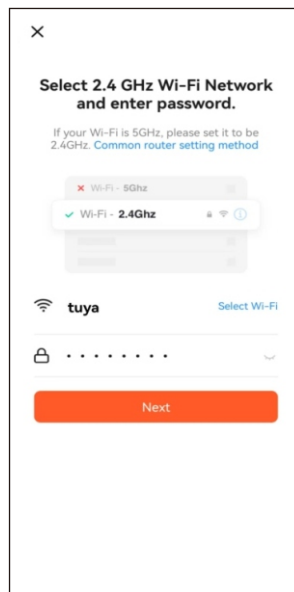 Select 2.4 GHz Wi-Fi Network
and enter password.
If your Wi-Fi is 5GHz, please set it to be
2.4GHz. Common router setting method
Wi-Fi - 5Ghz
Wi-Fi - 2.4Ghz
tuya Select Wi-Fi
Next